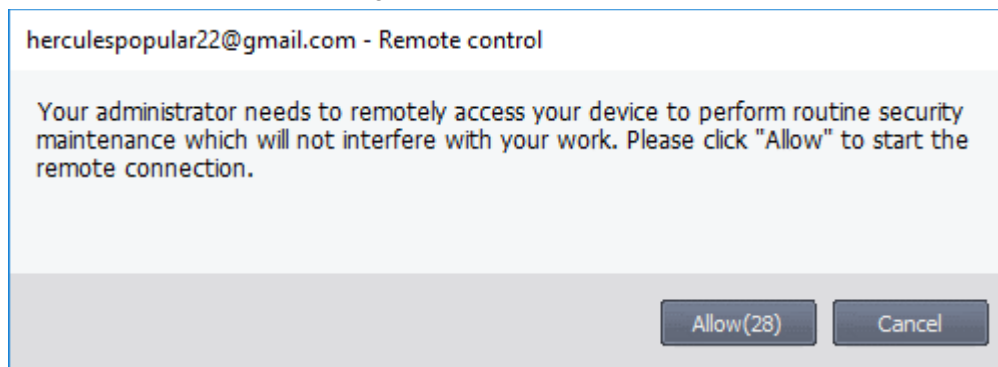 herculespopular22@gmail.com - Remote control
Your administrator needs to remotely access your device to perform routine security
maintenance which will not interfere with your work. Please click "Allow" to start the
remote connection.
Allow(28) Cancel